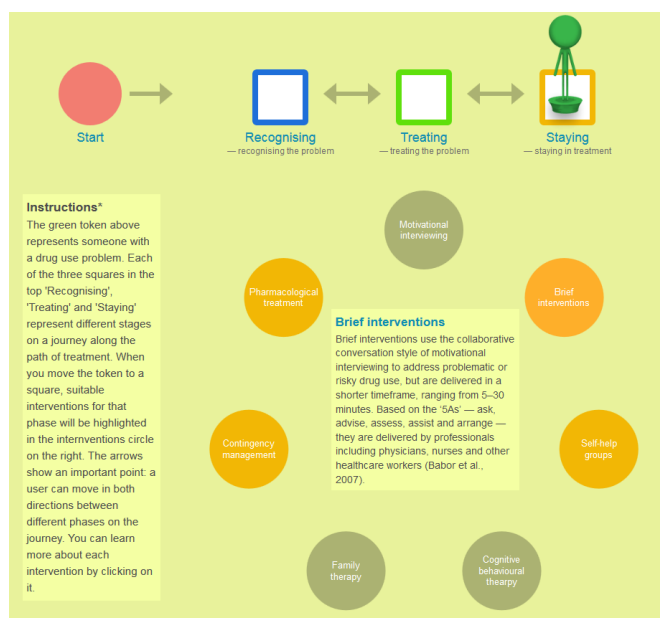 Start
Recognising
— recognising the problem
Treating
— treating the problem
Staying
— staying in treatment
Instructions*
The green token above
represents someone with
a drug use problem. Each
of the three squares in the
top 'Recognising',
'Treating' and 'Staying'
represent different stages
on a journey along the
path of treatment. When
you move the token to a
square, suitable
interventions for that
phase will be highlighted
in the internventions circle
on the right. The arrows
show an important point: a
user can move in both
directions between
different phases on the
journey. You can learn
more about each
intervention by clicking on
it.
Motivational
interviewing
Pharmacological
treatment
Brief
interventions
Brief interventions
Brief interventions use the collaborative
conversation style of motivational
interviewing to address problematic or
risky drug use, but are delivered in a
shorter timeframe, ranging from 5–30
minutes. Based on the ‘5As’ — ask,
advise, assess, assist and arrange —
they are delivered by professionals
including physicians, nurses and other
healthcare workers (Babor et al.,
2007).
Contingency
management
Self-help
groups
Family
therapy
Cognitive
behavioural
thearpy